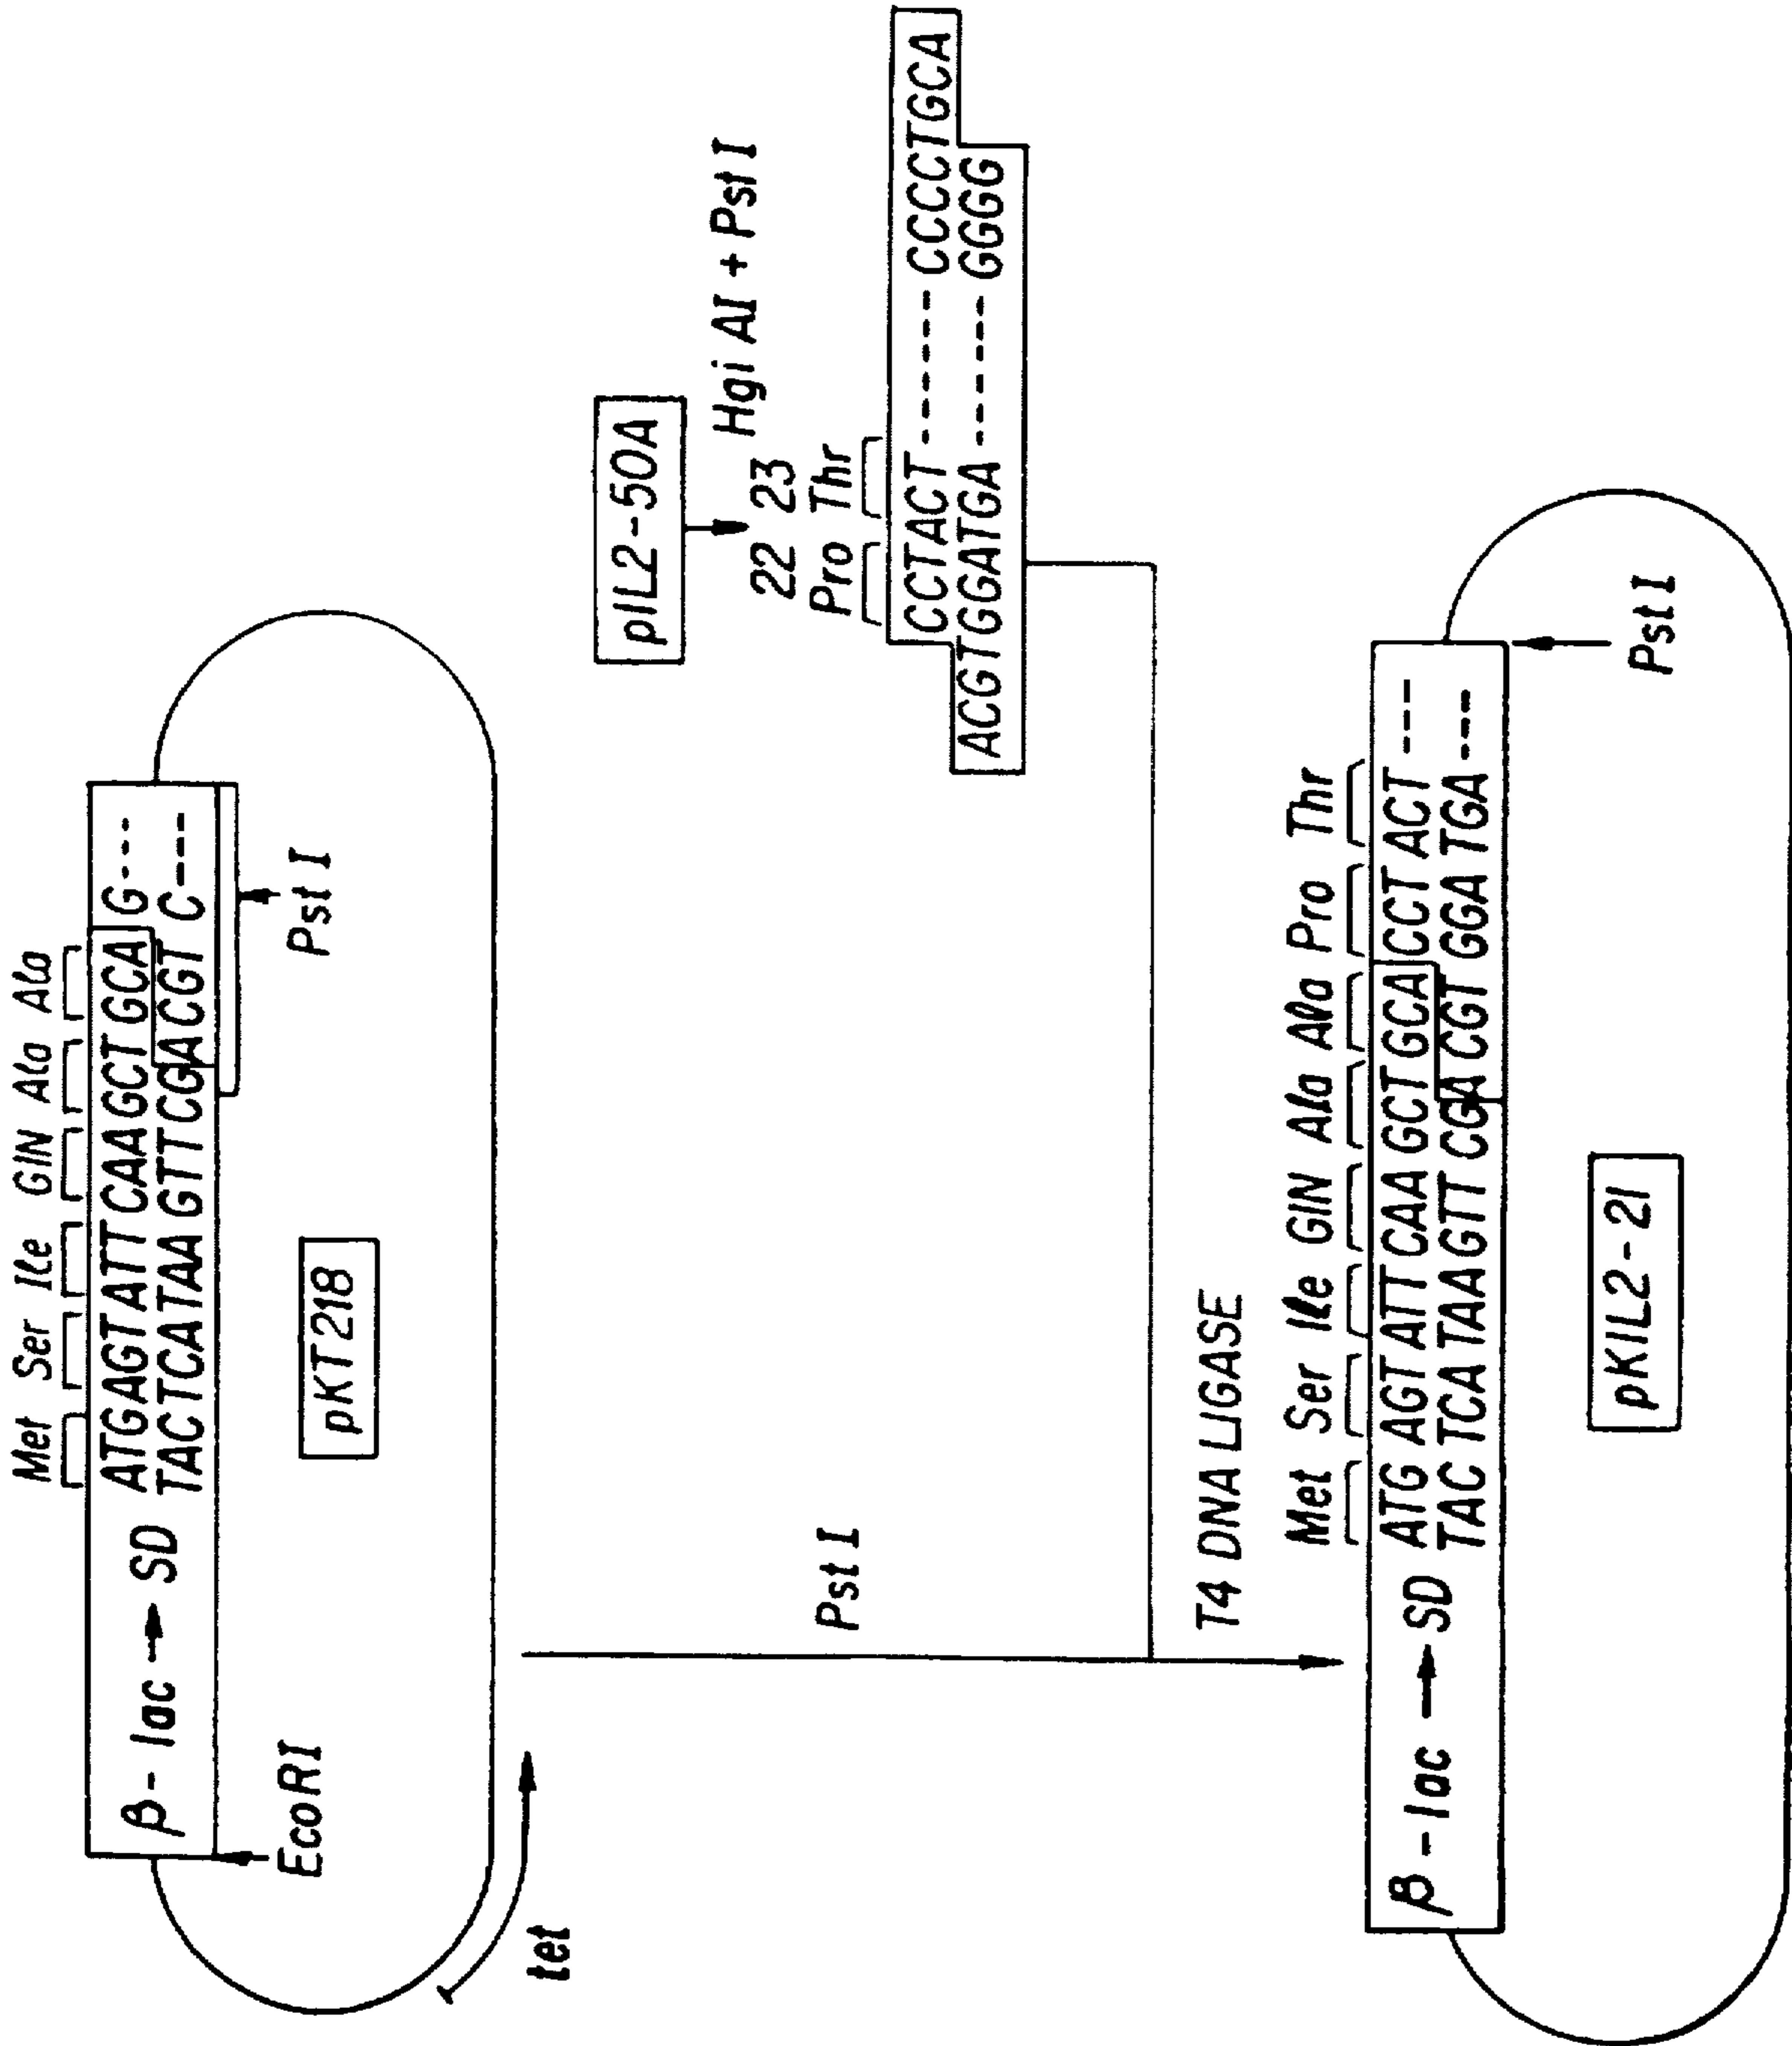 Met Ser Ile GlN Ala Ala
β-lac → SD ATGAGTATTCAAGCTGCA G---
TACTCATAAGTTCGACGT C----
EcoRI
Pst I
pKT218
tet
pIL2-50A
Hgi AI + Pst I
22 23
Pro Thr
CCTACT ------ CCCCTGCA
ACGTGGATGA ------ GGGG
Pst I
T4 DNA LIGASE
Met Ser Ile GlN Ala Ala Pro Thr
β-lac → SD ATG AGT ATT CAA GCT GCA CCT ACT ----
TAC TCA TAA GTT CGA CGT GGA TGA ----
Pst I
pKIL2-21